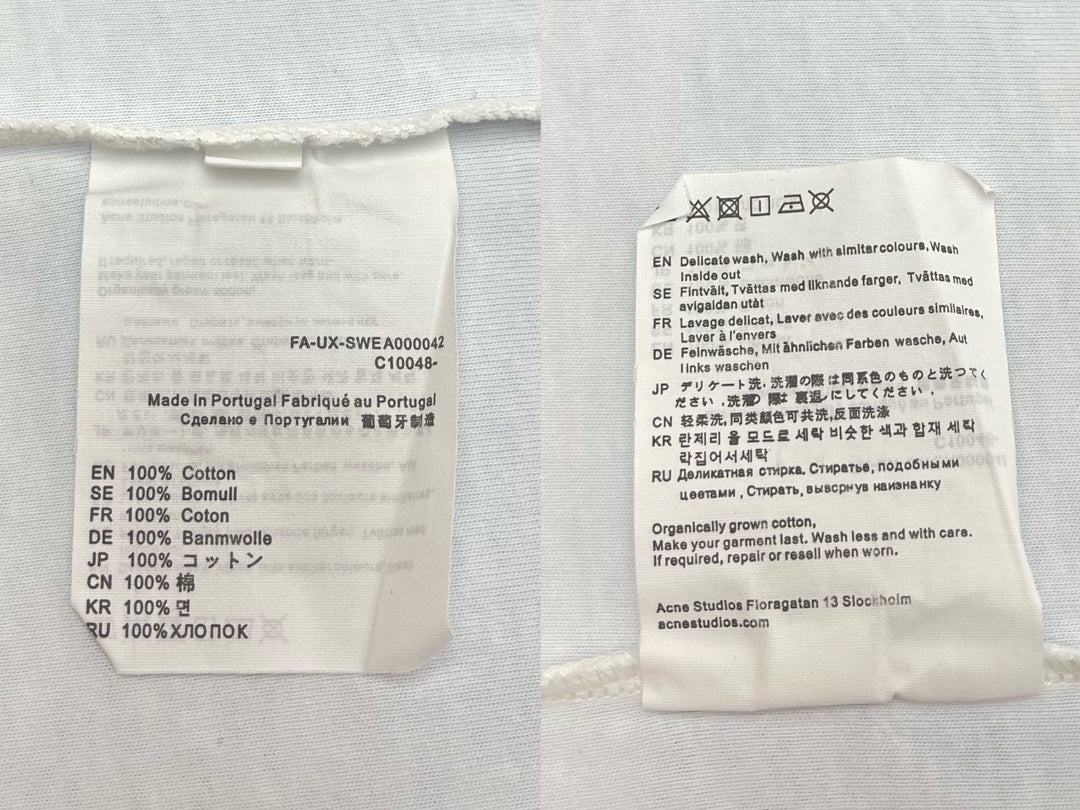 FA-UX-SWEA000042
C10048-
Made in Portugal Fabriqué au Portugal
Сделано е Португалии 葡萄牙制造
EN 100% Cotton
SE 100% Bomull
FR 100% Coton
DE 100% Banmwolle
JP 100% コットン
CN 100% 棉
KR 100% 면
RU 100% ХЛОПОК
EN Delicate wash, Wash with simitar colours, Wash
Inside out
SE Fintvält, Tvättas med liknande farger, Tvättas med
avigaldan utåt
FR Lavage delicat, Laver avec des couleurs similaires,
Laver à l'envers
DE Feinwäsche, Mit ähnlichen Farben wasche, Aut
links waschen
JP デリケート洗, 洗濯の際は同系色のものと洗つてく
ださい. 洗濯の際は裏返しにしてください.
CN 轻柔洗, 同类颜色可共洗, 反面洗涤
KR 란제리 울 모드로 세탁 비슷한 색과 합재 세탁
락집어서세탁
RU Деликатная стирка, Стиратье, подобными
цветами, Стирать, вывсрнув наизнанку
Organically grown cotton,
Make your garment last. Wash less and with care.
If required, repair or resell when worn.
Acne Studios Floragatan 13 Slockholm
acnestudios.com